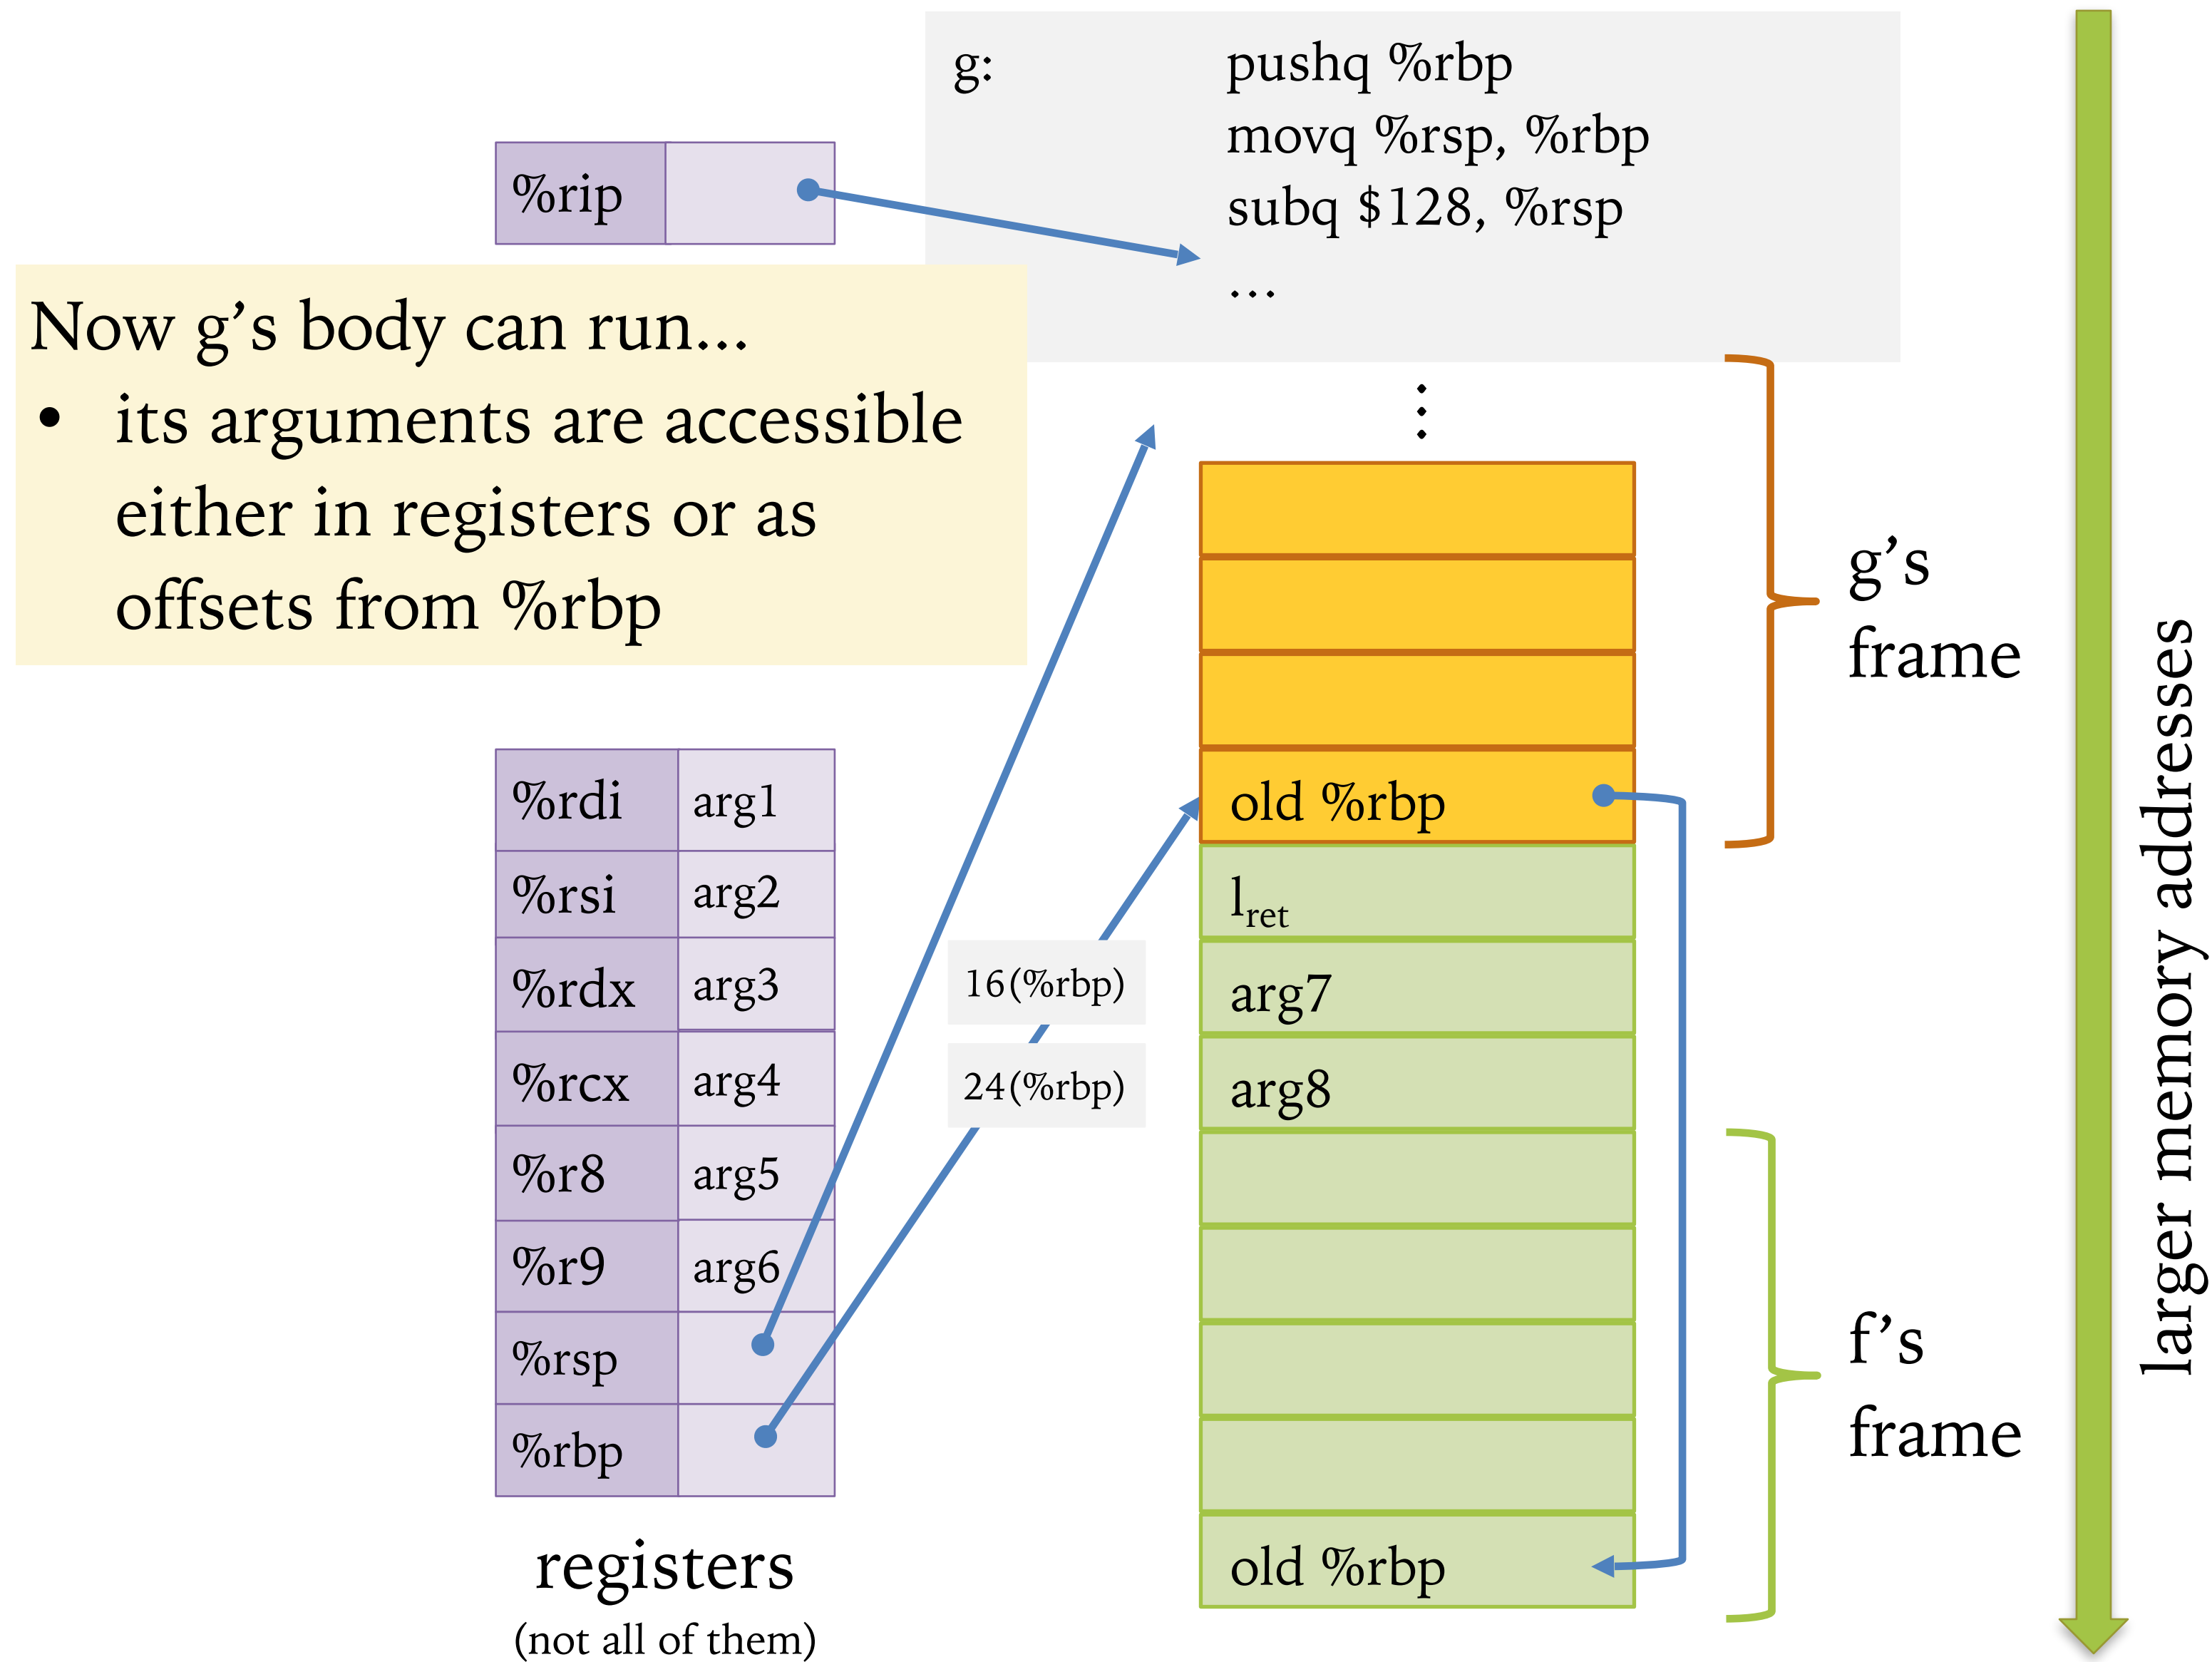 g: pushq %rbp
movq %rsp, %rbp
subq $128, %rsp
…
%rip
Now g’s body can run…
• its arguments are accessible
either in registers or as
offsets from %rbp
g’s
frame
%rdi arg1
%rsi arg2
%rdx arg3
%rcx arg4
%r8 arg5
%r9 arg6
%rsp
%rbp
registers
(not all of them)
16(%rbp)
24(%rbp)
old %rbp
lret
arg7
arg8
old %rbp
f’s
frame
larger memory addresses